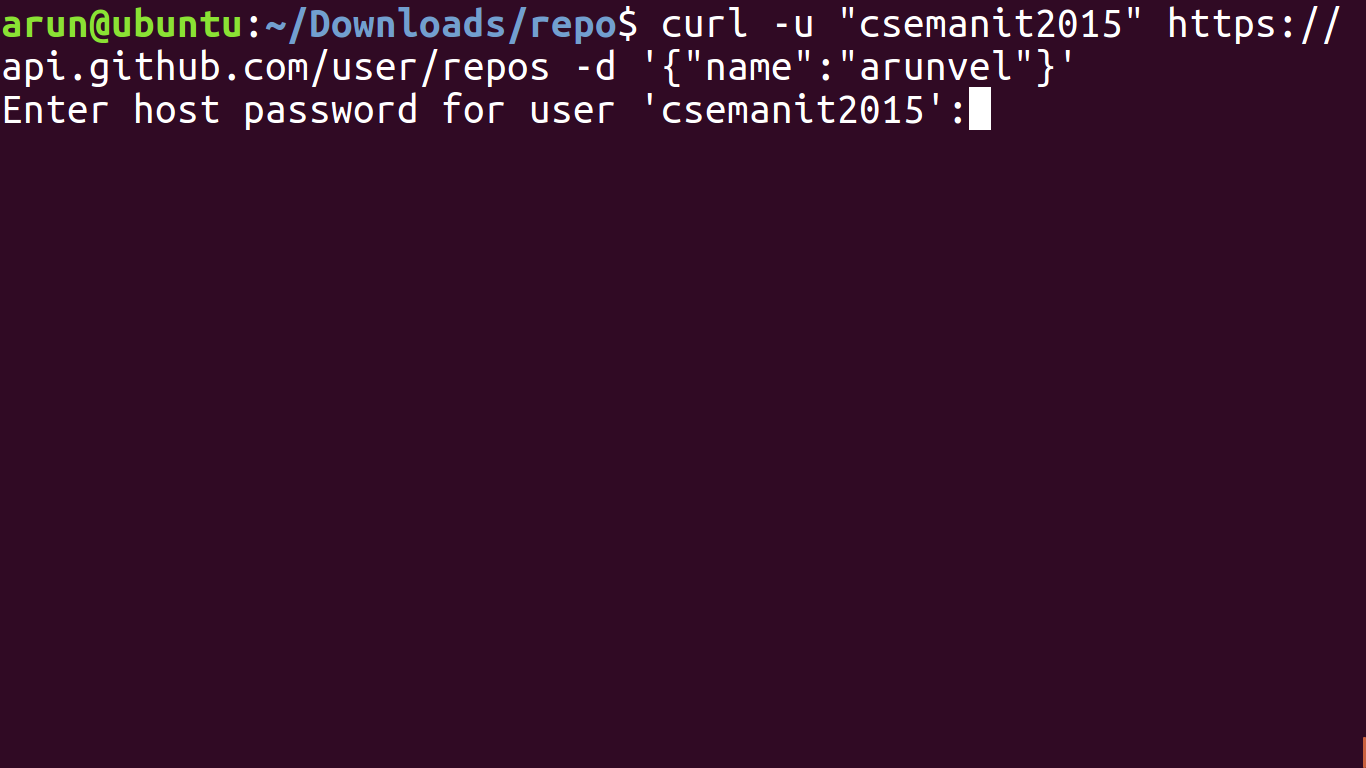 arun@ubuntu:~/Downloads/repo$ curl -u "csemanit2015" https://
api.github.com/user/repos -d '{"name":"arunvel"}'
Enter host password for user 'csemanit2015':